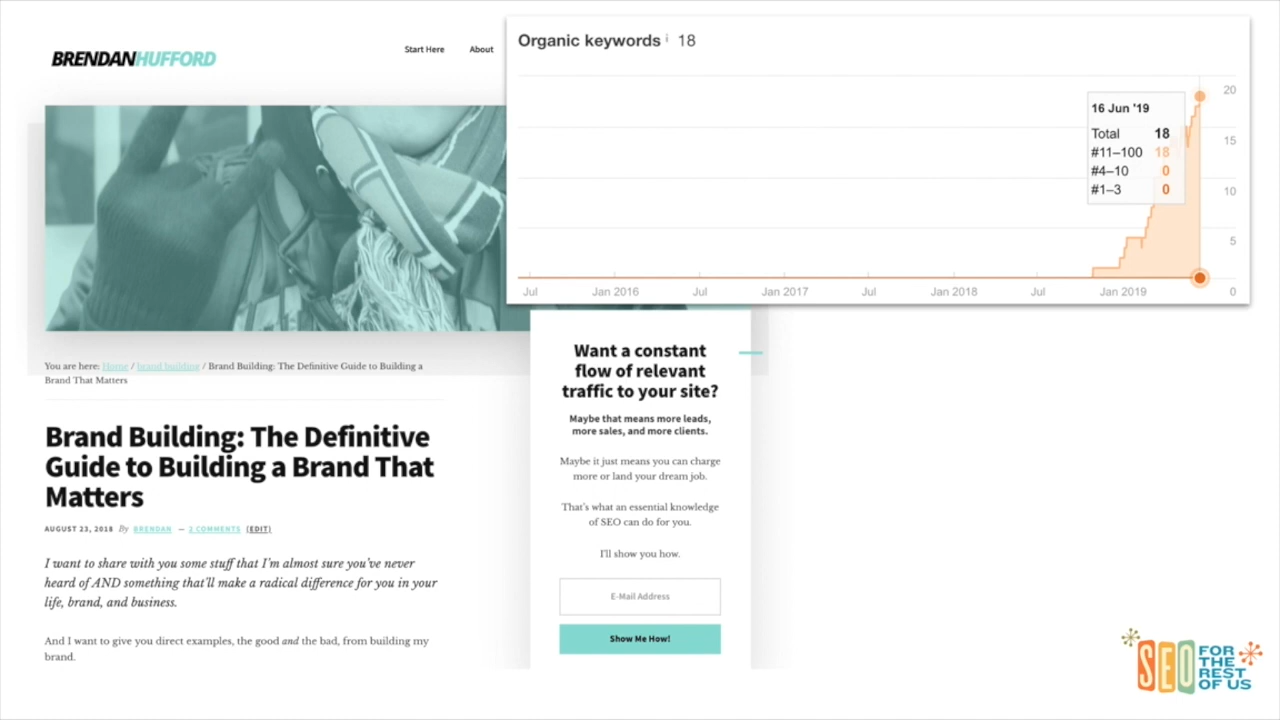 BRENDANHUFFORD
Start Here
About
Organic keywords i 18
16 Jun '19
Total 18
#11–100 18
#4–10 0
#1–3 0
20
15
10
5
0
Jul
Jan 2016
Jul
Jan 2017
Jul
Jan 2018
Jul
Jan 2019
You are here: Home / brand building / Brand Building: The Definitive Guide to Building a
Brand That Matters
Brand Building: The Definitive
Guide to Building a Brand That
Matters
AUGUST 23, 2018 By BRENDAN — 2 COMMENTS (EDIT)
I want to share with you some stuff that I'm almost sure you've never
heard of AND something that'll make a radical difference for you in your
life, brand, and business.
And I want to give you direct examples, the good and the bad, from building my
brand.
Want a constant
flow of relevant
traffic to your site?
Maybe that means more leads,
more sales, and more clients.
Maybe it just means you can charge
more or land your dream job.
That's what an essential knowledge
of SEO can do for you.
I'll show you how.
E-Mail Address
Show Me How!
SEO
FOR
THE
REST
OF US